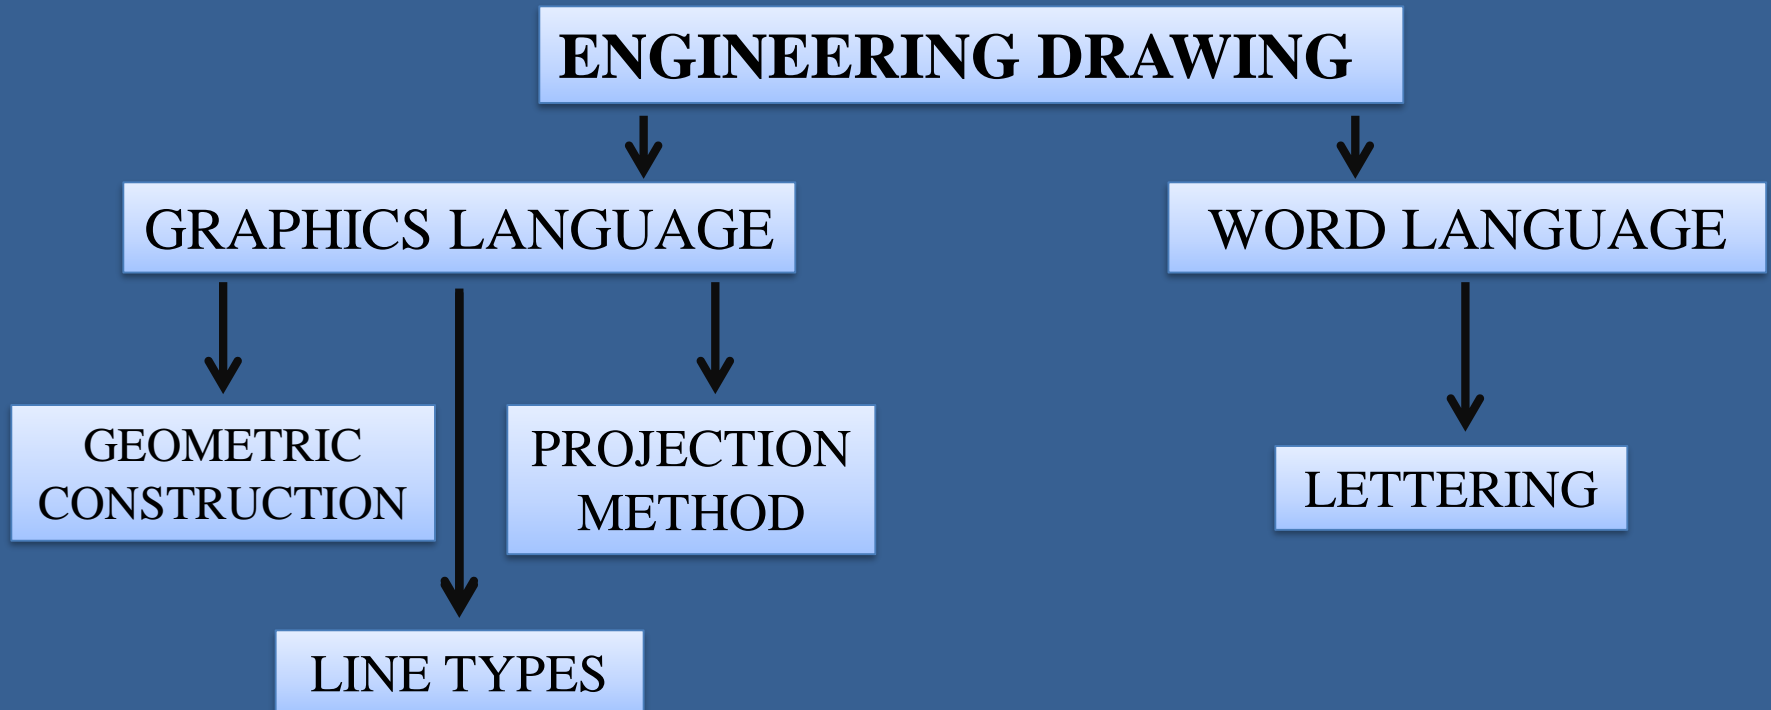 ENGINEERING DRAWING
GRAPHICS LANGUAGE
WORD LANGUAGE
GEOMETRIC
CONSTRUCTION
PROJECTION
METHOD
LETTERING
LINE TYPES